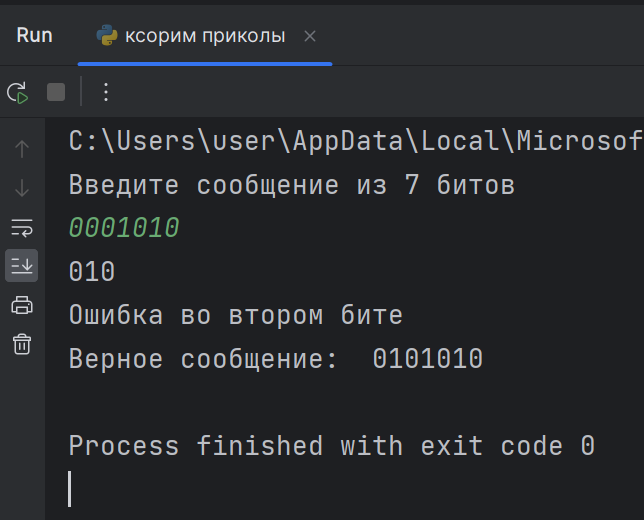 Run ксорим приколы
C:\Users\user\AppData\Local\Microsof
Введите сообщение из 7 битов
0001010
010
Ошибка во втором бите
Верное сообщение:  0101010
Process finished with exit code 0